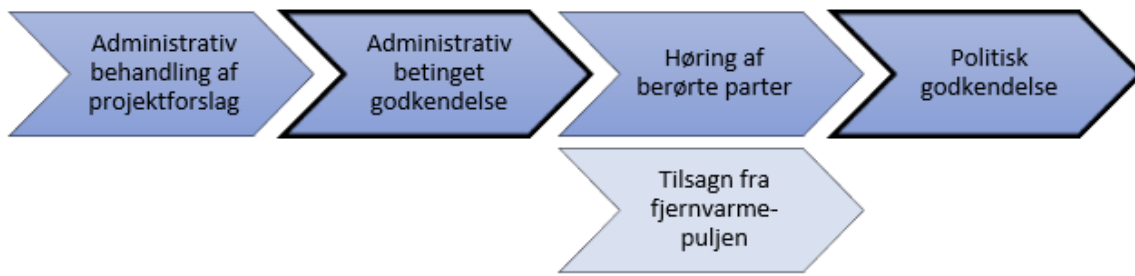 Administrativ
behandling af
projektforslag
Administrativ
betinget
godkendelse
Høring af
berørte parter
Politisk
godkendelse
Tilsagn fra
fjernvarme-
puljen